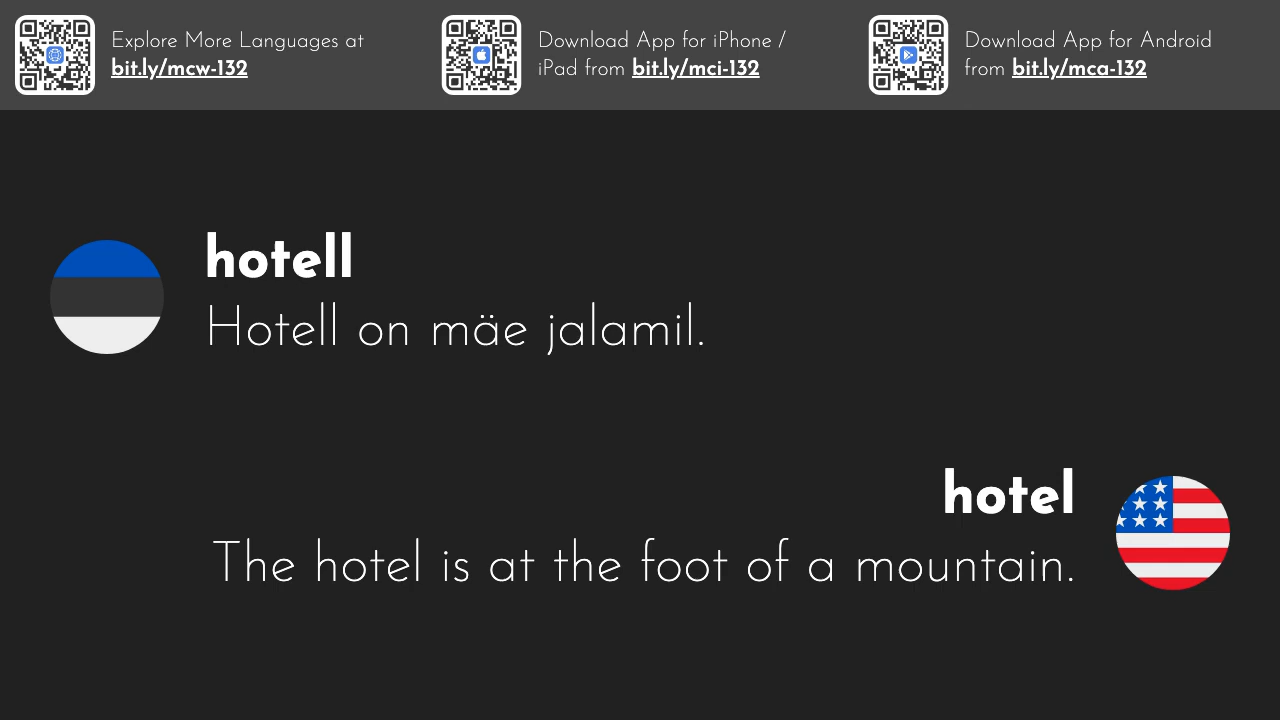 Explore More Languages at
bit.ly/mcw-132
Download App for iPhone /
iPad from bit.ly/mci-132
Download App for Android
from bit.ly/mca-132
hotell
Hotell on mäe jalamil.
hotel
The hotel is at the foot of a mountain.